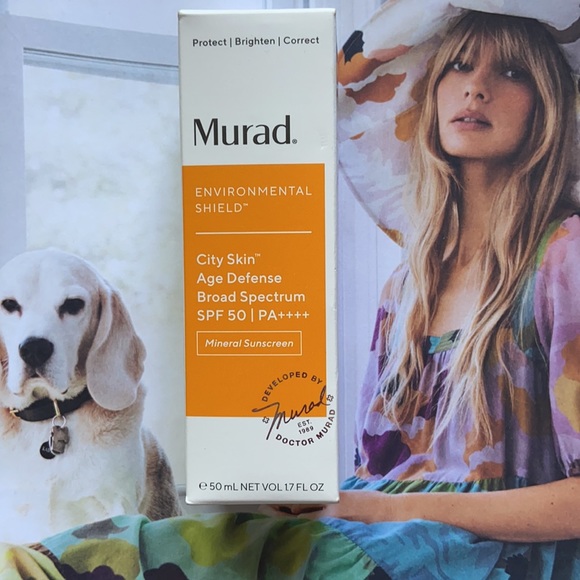 Protect | Brighten | Correct
Murad®
ENVIRONMENTAL
SHIELD™
City Skin™
Age Defense
Broad Spectrum
SPF 50 | PA++++
Mineral Sunscreen
DEVELOPED BY
Murad
EST.
1989
DOCTOR MURAD
℮ 50 mL NET VOL 1.7 FL OZ